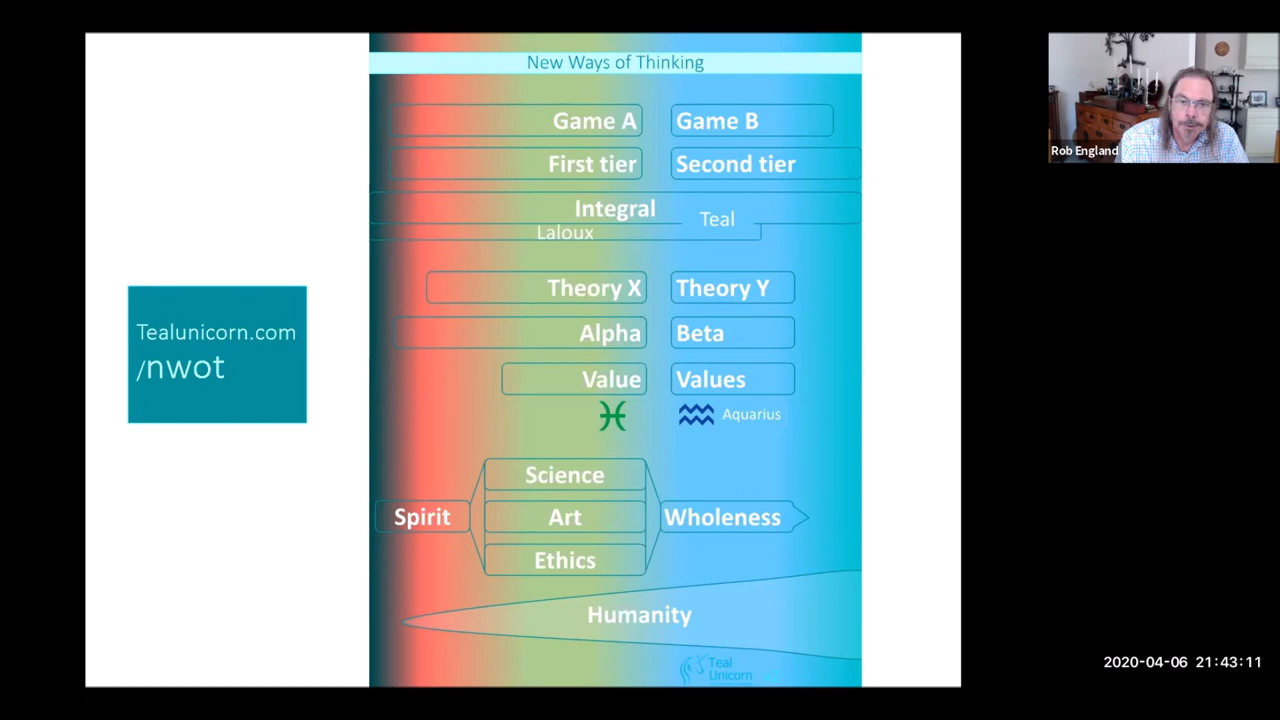 New Ways of Thinking
Game A Game B
First tier Second tier
Integral
Teal
Laloux
Theory X Theory Y
Alpha Beta
Value Values
Aquarius
Science
Spirit Art Wholeness
Ethics
Humanity
Teal
Unicorn
Tealunicorn.com
/nwot
Rob England
2020-04-06 21:43:11